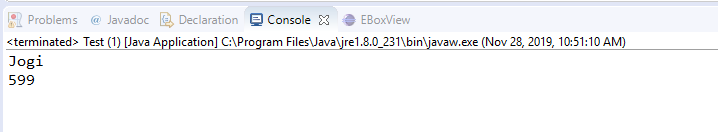 Problems @ Javadoc Declaration Console EBoxView
<terminated> Test (1) [Java Application] C:\Program Files\Java\jre1.8.0_231\bin\javaw.exe (Nov 28, 2019, 10:51:10 AM)
Jogi
599